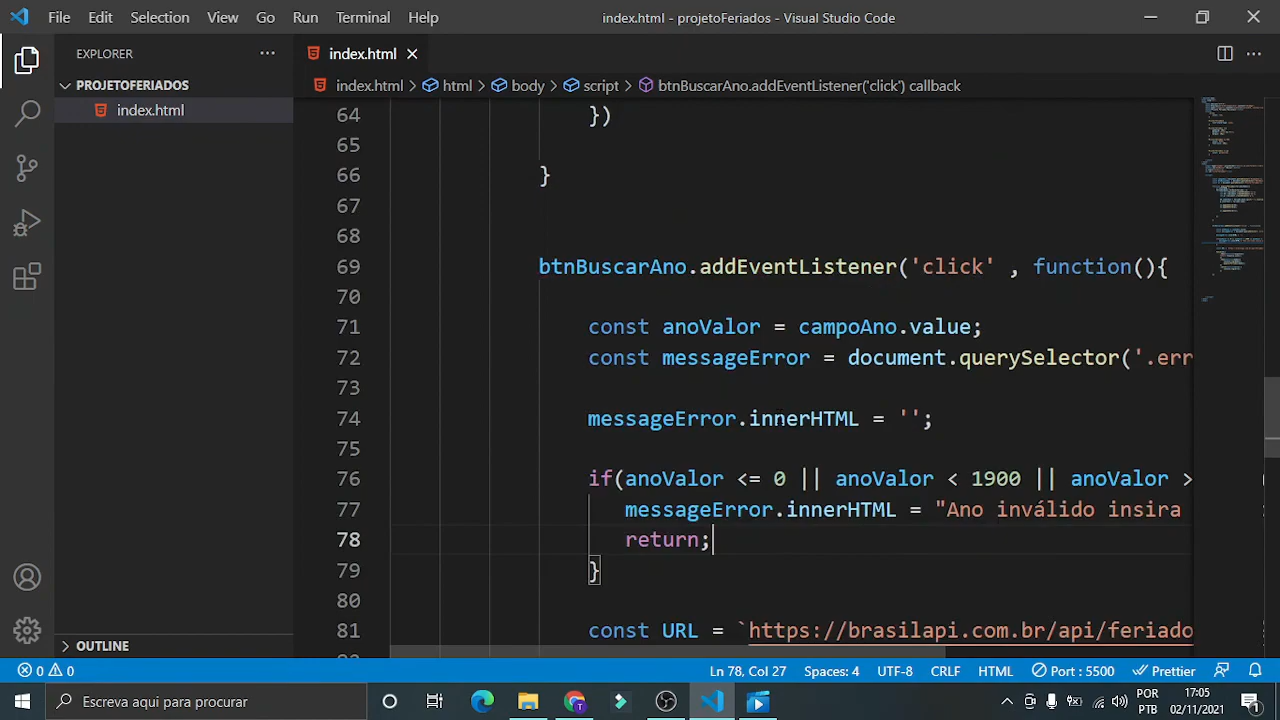 File Edit Selection View Go Run Terminal Help
index.html - projetoFeriados - Visual Studio Code
EXPLORER
PROJETOFERIADOS
index.html
OUTLINE
index.html
index.html > html > body > script > btnBuscarAno.addEventListener('click') callback
64 })
65
66 }
67
68
69 btnBuscarAno.addEventListener('click' , function(){
70
71 const anoValor = campoAno.value;
72 const messageError = document.querySelector('.err
73
74 messageError.innerHTML = '';
75
76 if(anoValor <= 0 || anoValor < 1900 || anoValor >
77 messageError.innerHTML = "Ano inválido insira
78 return;
79 }
80
81 const URL = `https://brasilapi.com.br/api/feriado
0 0
Ln 78, Col 27 Spaces: 4 UTF-8 CRLF HTML Port : 5500 Prettier
Escreva aqui para procurar
POR 17:05
PTB 02/11/2021
1